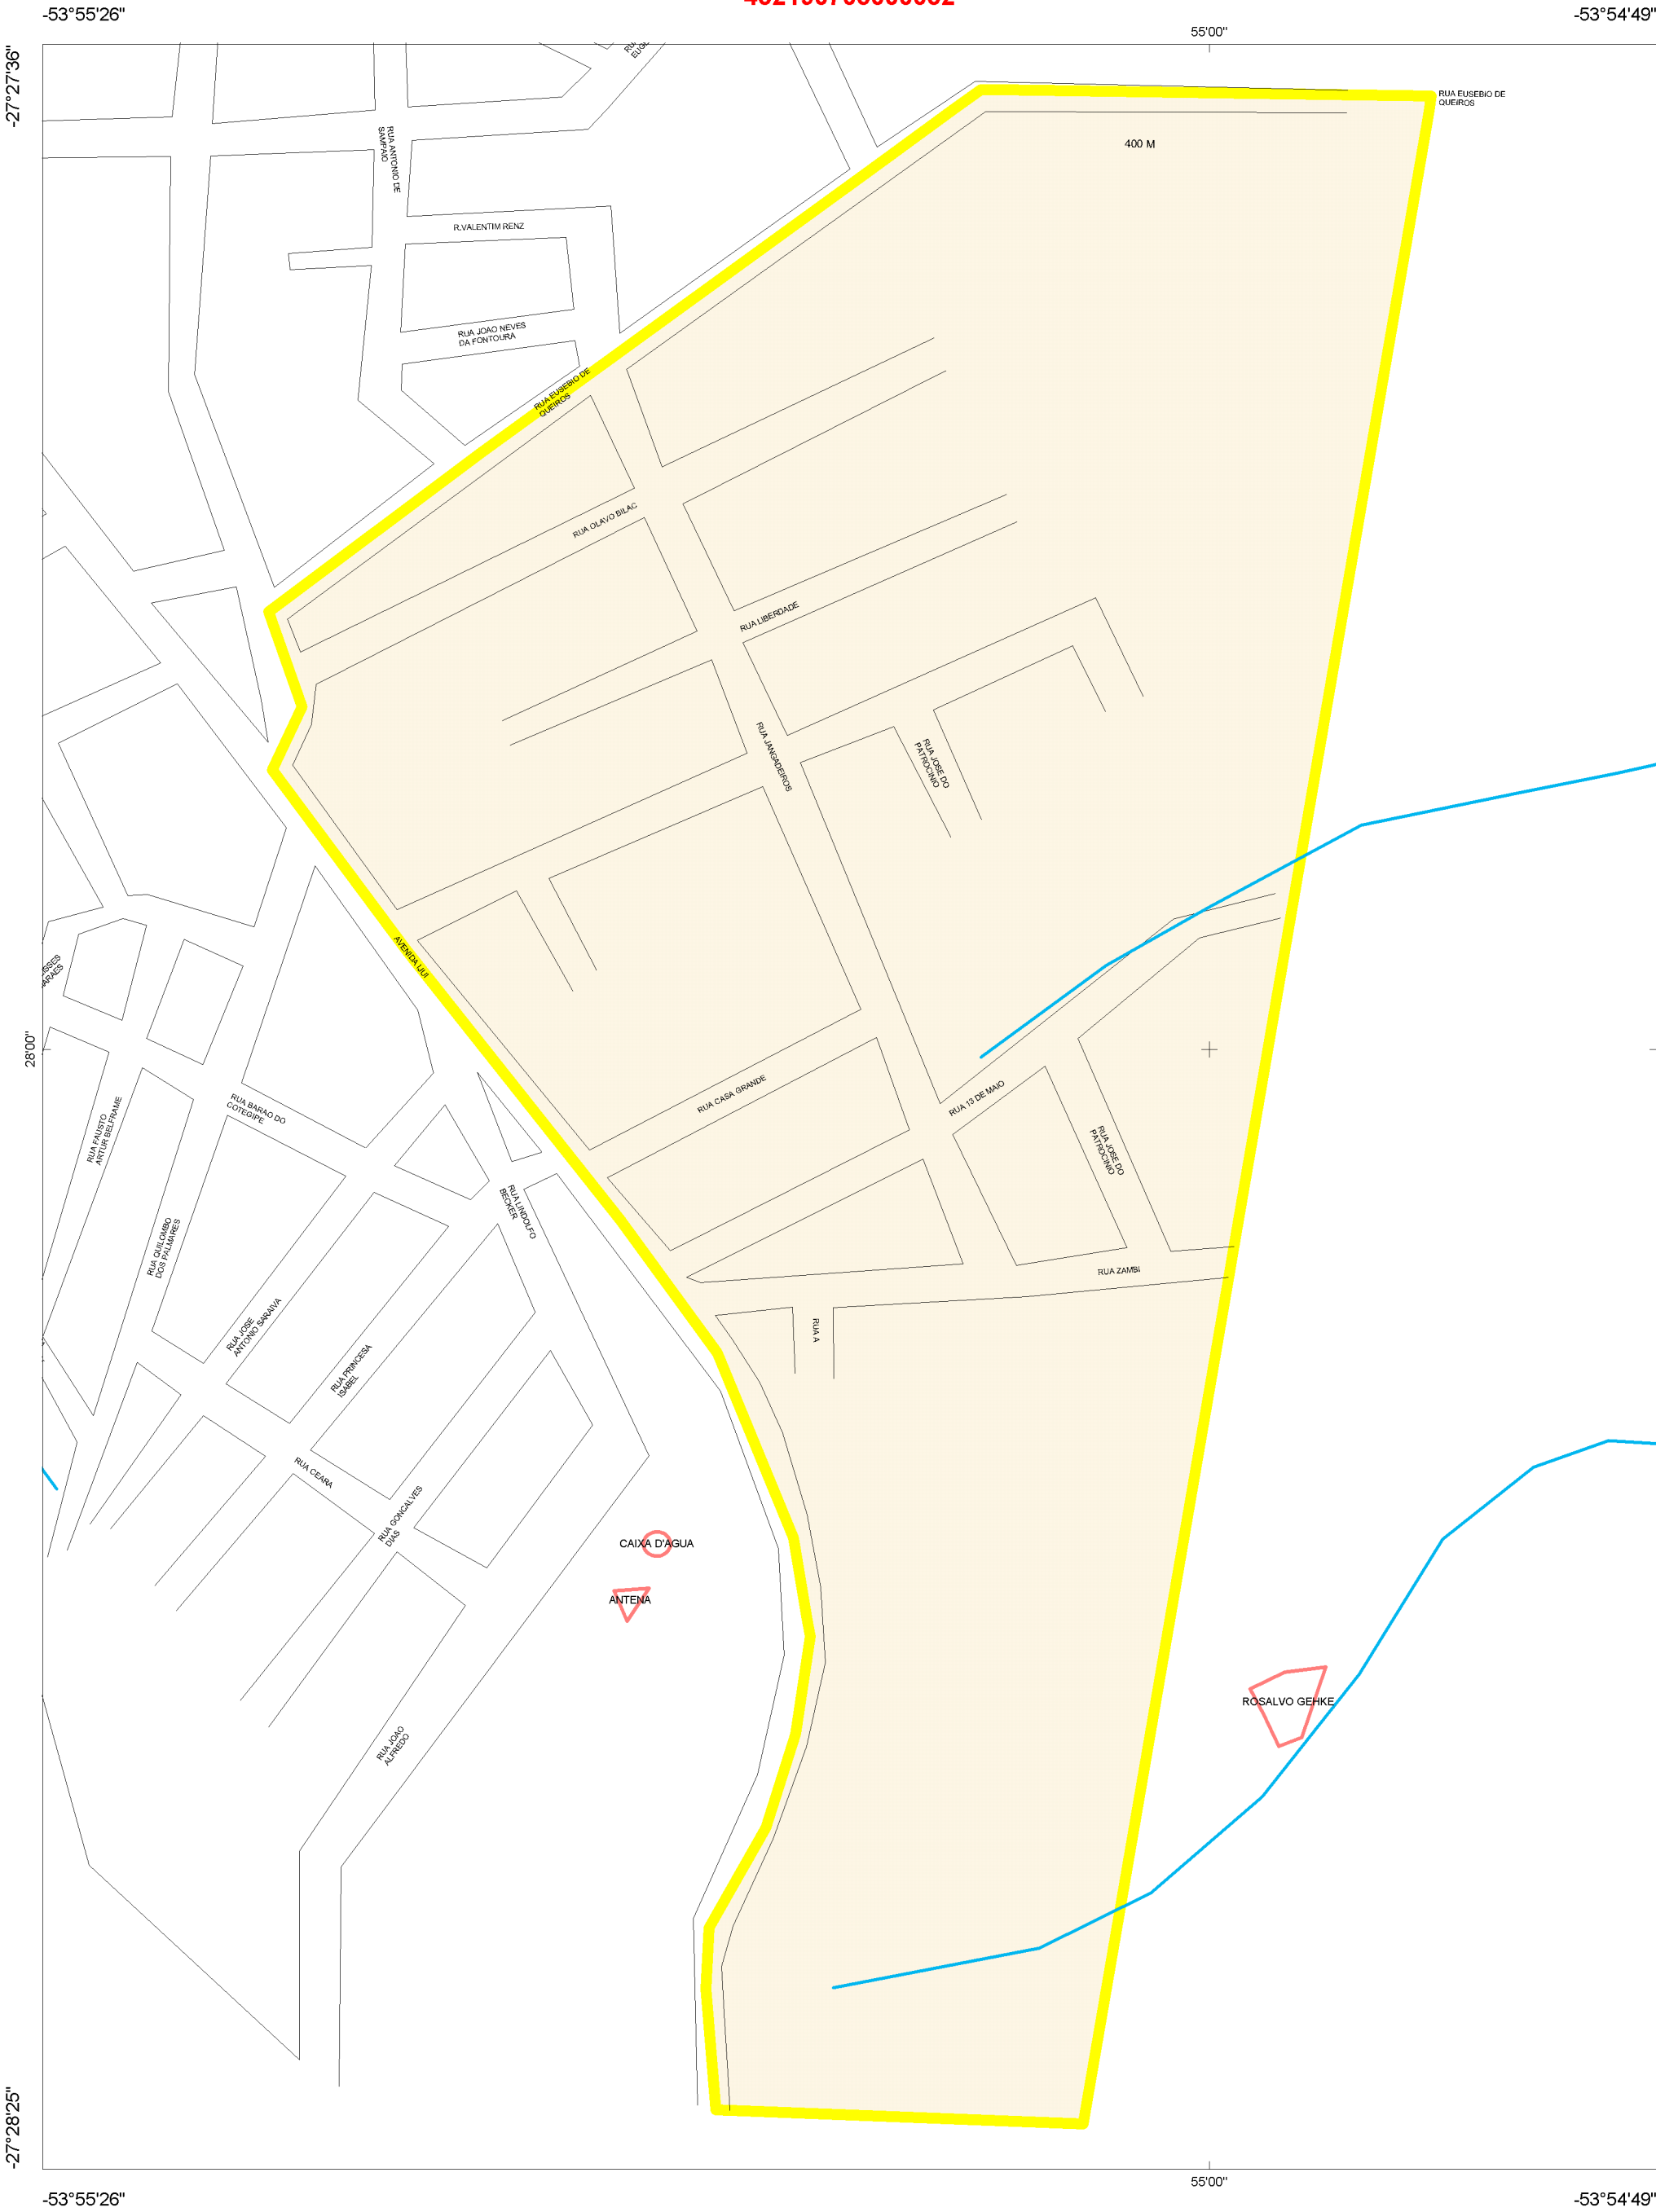 -53°55'26"
-53°54'49"
55'00"
-27°27'36"
RUA EUSEBIO DE
QUEIROS
400 M
RUA ANTONIO DE
SAMPAIO
R.VALENTIM RENZ
RUA JOAO NEVES
DA FONTOURA
RUA EUSEBIO DE
QUEIROS
RUA OLAVO BILAC
RUA LIBERDADE
RUA JANGADEIROS
RUA JOSE DO
PATROCINIO
AVENIDA IJUI
28'00"
RUA CASA GRANDE
RUA 13 DE MAIO
RUA BARAO DO
COTEGIPE
RUA FAUSTO
ARTUR BELFRAME
RUA JOSE DO
PATROCINIO
RUA LINDOLFO
BECKER
RUA QUILOMBO
DOS PALMARES
RUA ZAMBI
RUA A
RUA JOSE
ANTONIO SARAIVA
RUA PRINCESA
ISABEL
RUA CEARA
RUA GONCALVES
DIAS
CAIXA D'AGUA
ANTENA
ROSALVO GEHKE
RUA JOAO
ALFREDO
-27°28'25"
55'00"
-53°55'26"
-53°54'49"